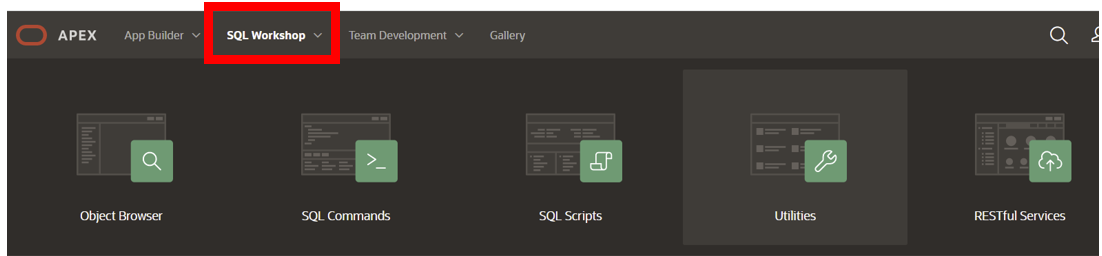 APEX App Builder SQL Workshop Team Development Gallery
Object Browser SQL Commands SQL Scripts Utilities RESTful Services